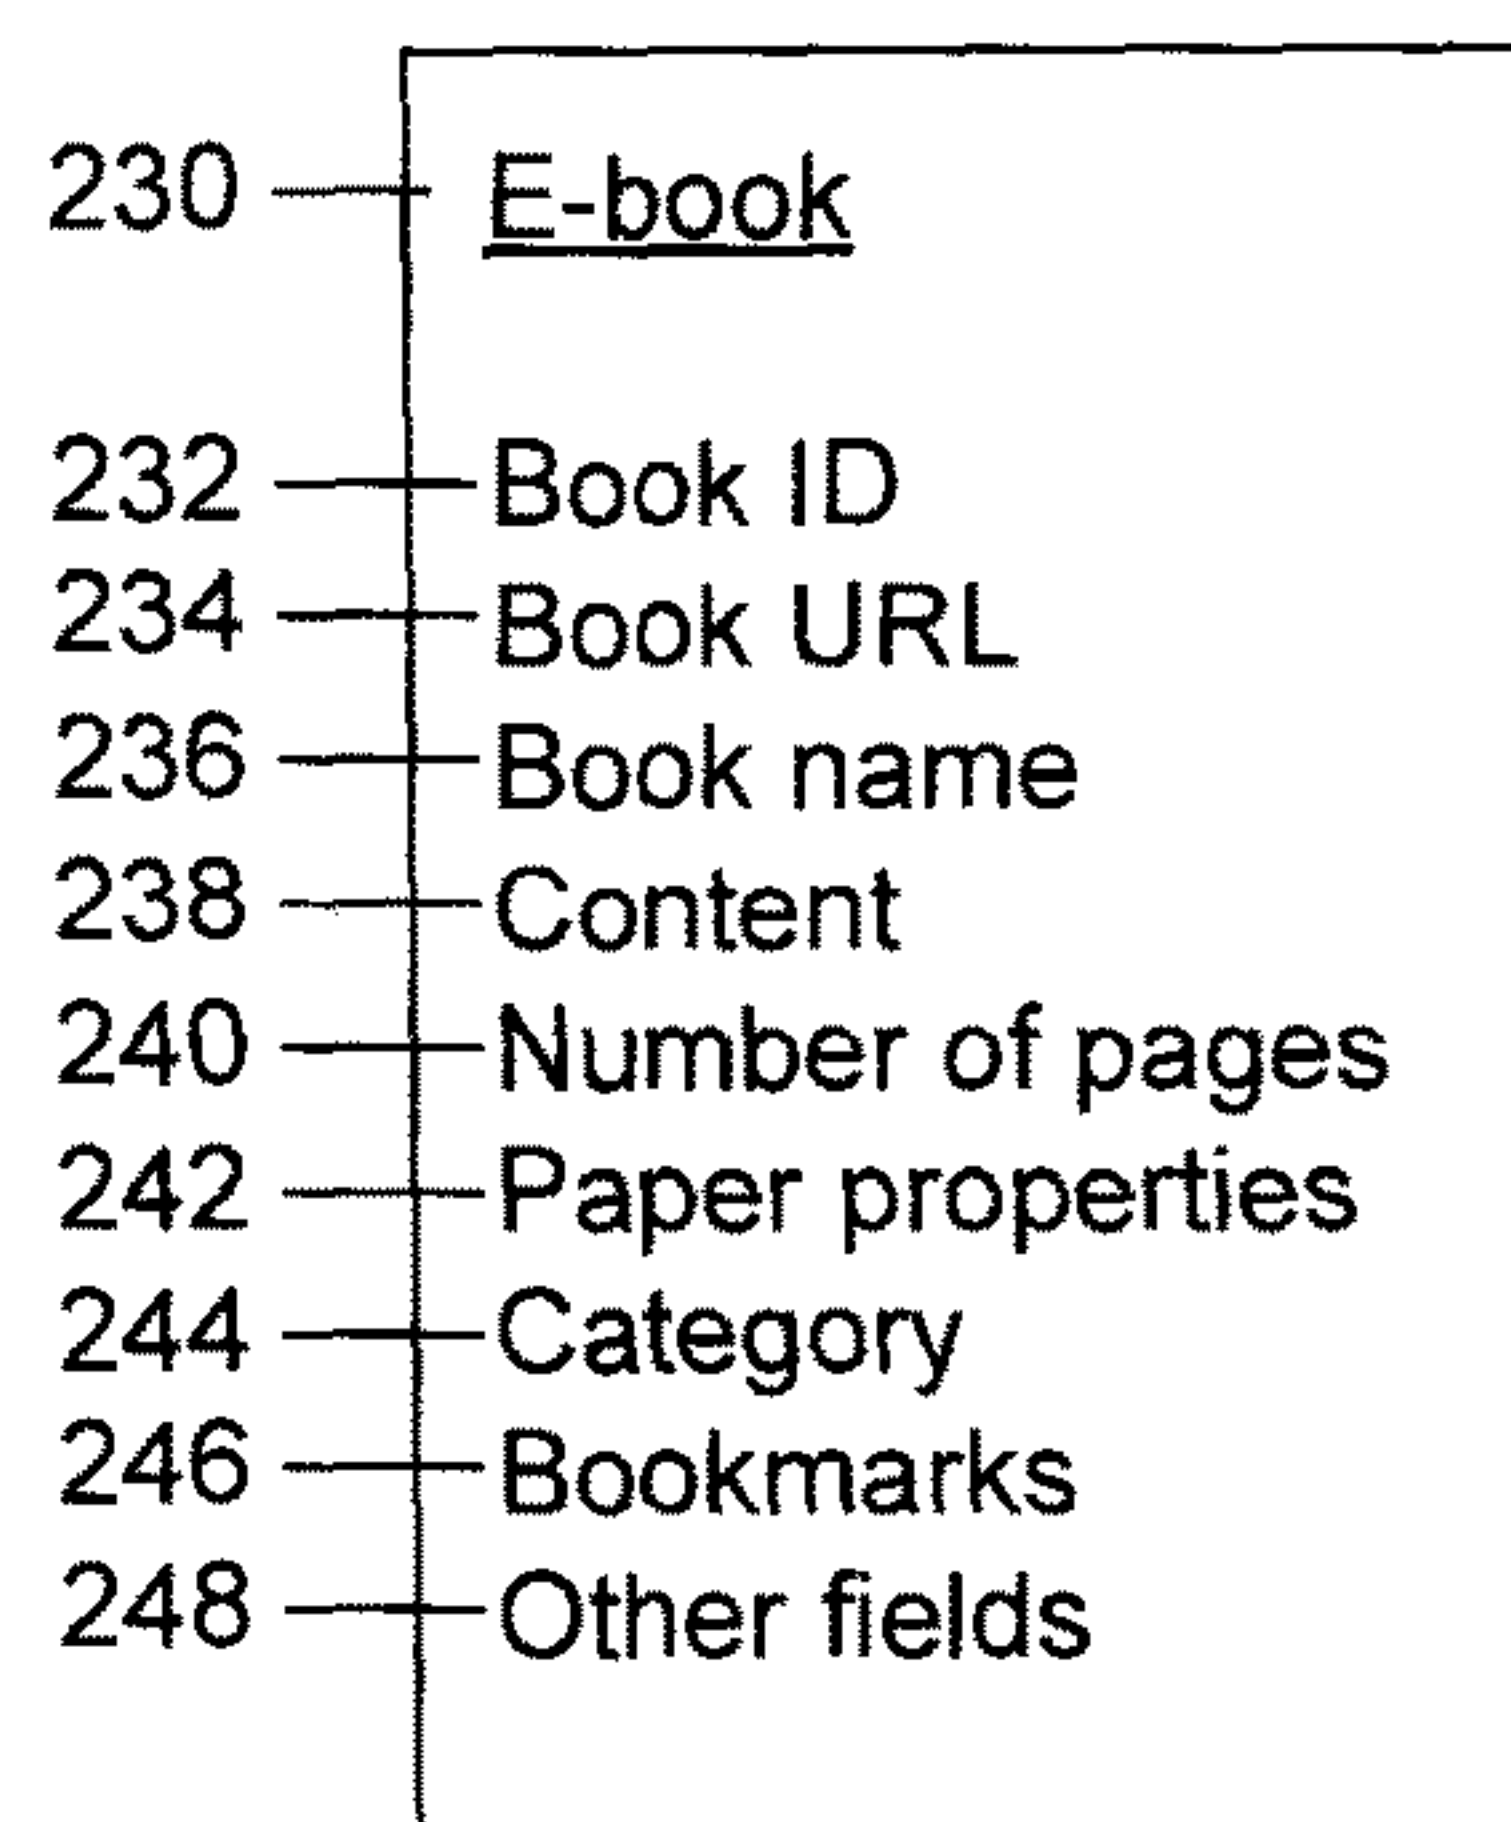 230 E-book
232 Book ID
234 Book URL
236 Book name
238 Content
240 Number of pages
242 Paper properties
244 Category
246 Bookmarks
248 Other fields